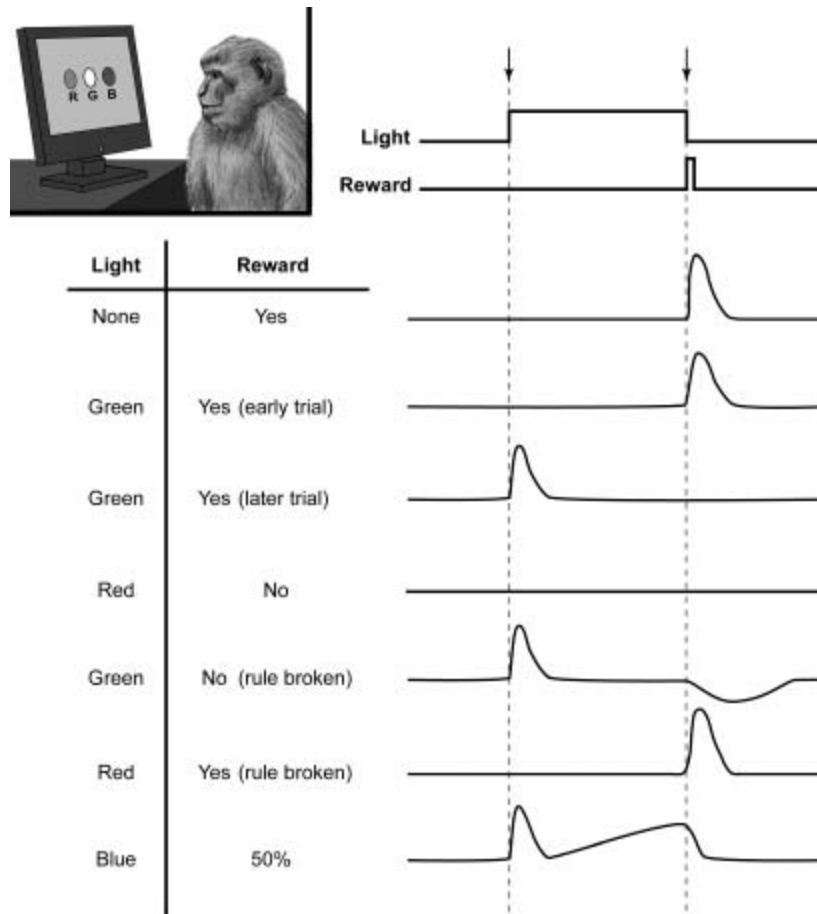 R G B
Light
Reward
Light Reward
None Yes
Green Yes (early trial)
Green Yes (later trial)
Red No
Green No (rule broken)
Red Yes (rule broken)
Blue 50%